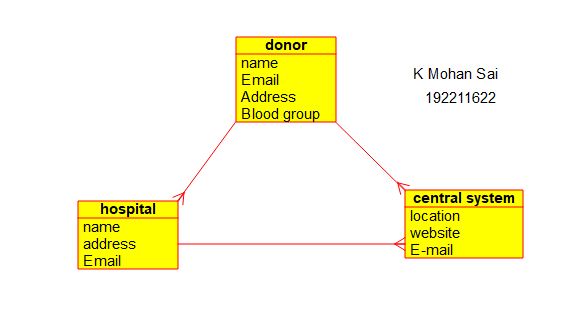 donor
name
Email
Address
Blood group
K Mohan Sai
192211622
hospital
name
address
Email
central system
location
website
E-mail